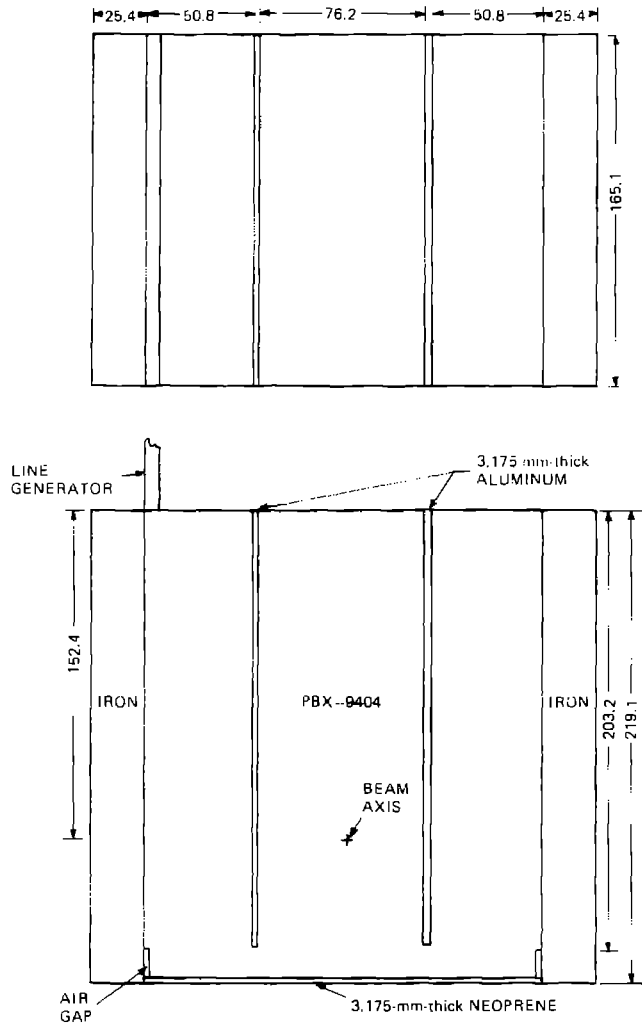 25.4 50.8 76.2 50.8 25.4
165.1
LINE
GENERATOR
3.175-mm-thick
ALUMINUM
152.4
IRON
PBX-9404
IRON
203.2
219.1
BEAM
AXIS
AIR
GAP
3.175-mm-thick NEOPRENE